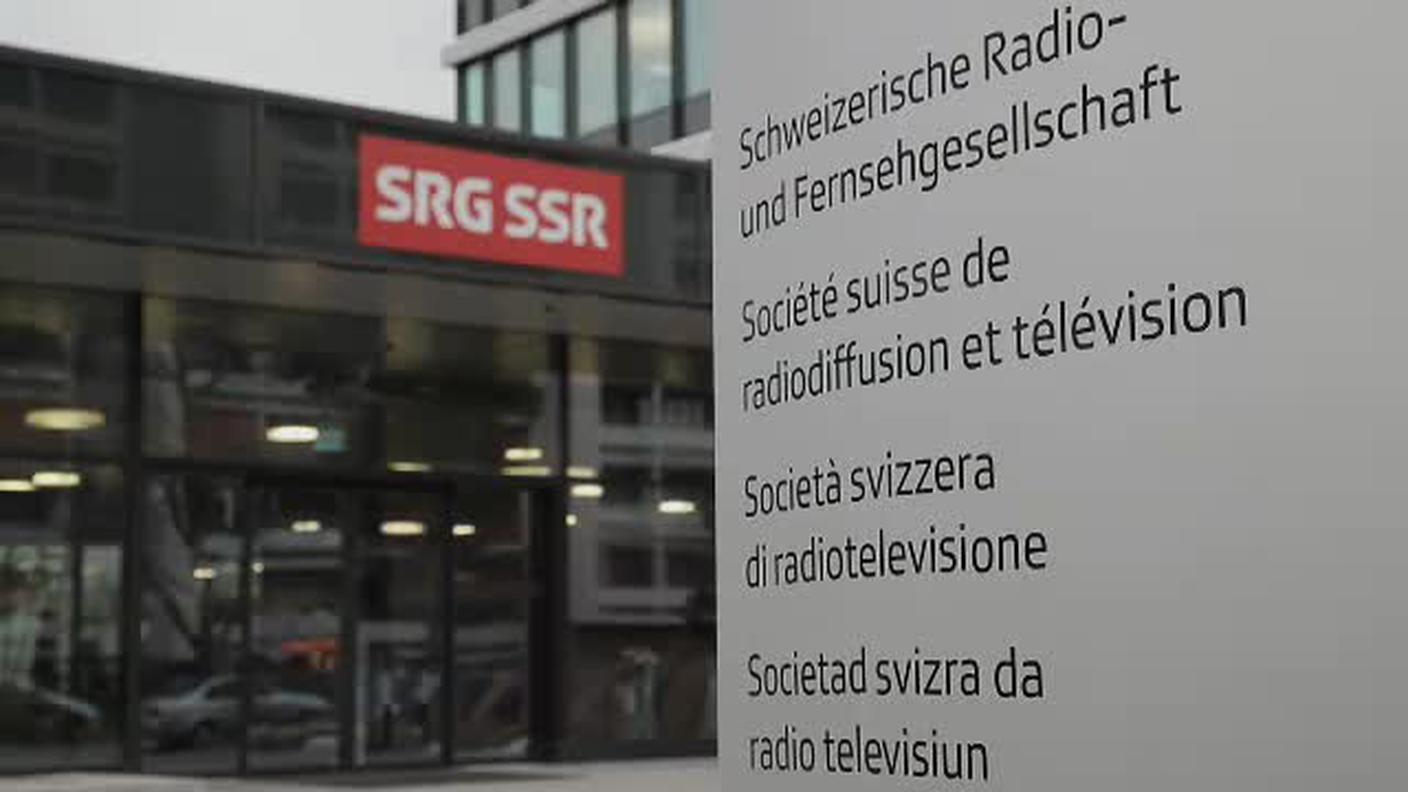 SRG SSR
Schweizerische Radio-
und Fernsehgesellschaft
Société suisse de
radiodiffusion et télévision
Società svizzera
di radiotelevisione
Societad svizra da
radio televisiun